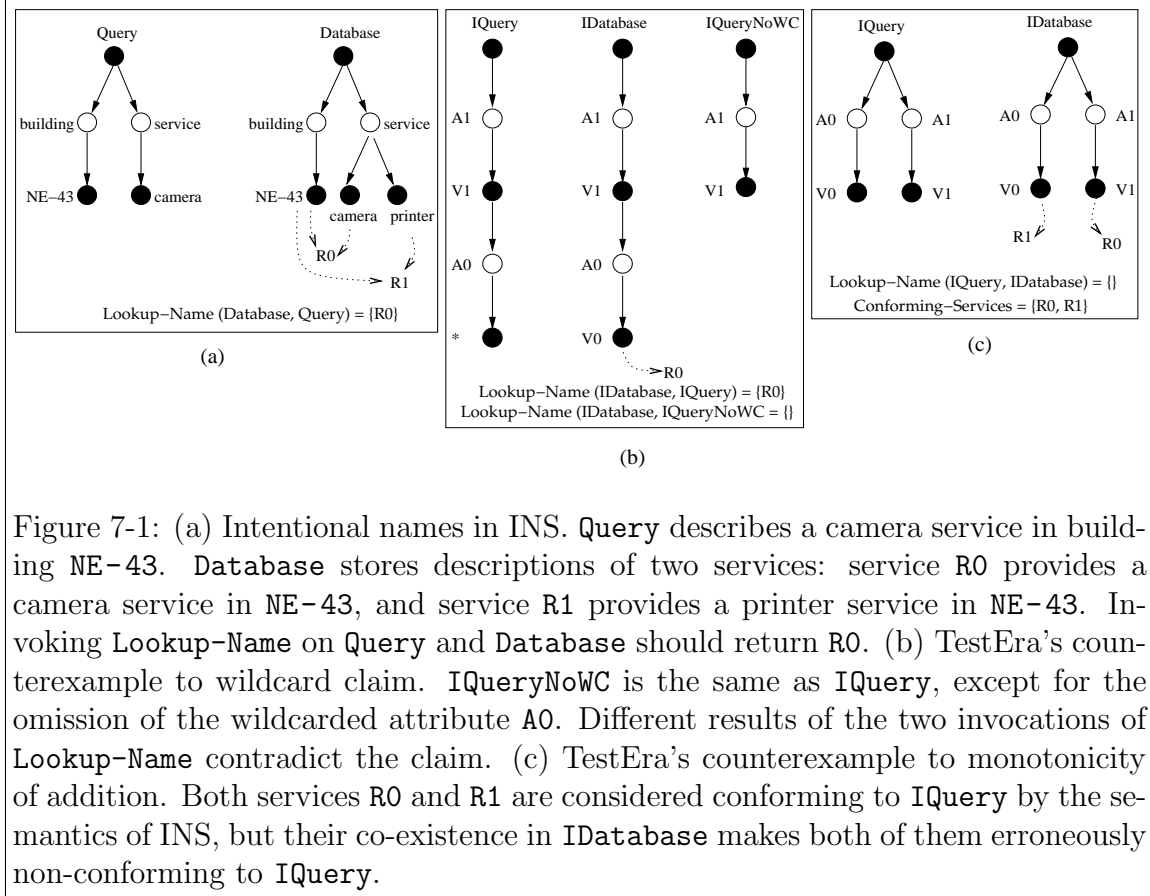 Query
Database
building
service
building
service
NE−43
camera
NE−43
camera
printer
R0
R1
Lookup−Name (Database, Query) = {R0}
(a)
IQuery
IDatabase
IQueryNoWC
A1
A1
A1
V1
V1
V1
A0
A0
*
V0
R0
Lookup−Name (IDatabase, IQuery) = {R0}
Lookup−Name (IDatabase, IQueryNoWC = {}
(b)
IQuery
IDatabase
A0
A1
A0
A1
V0
V1
V0
V1
R1
R0
Lookup−Name (IQuery, IDatabase) = {}
Conforming−Services = {R0, R1}
(c)
Figure 7-1: (a) Intentional names in INS. Query describes a camera service in build-
ing NE-43. Database stores descriptions of two services: service R0 provides a
camera service in NE-43, and service R1 provides a printer service in NE-43. In-
voking Lookup-Name on Query and Database should return R0. (b) TestEra's coun-
terexample to wildcard claim. IQueryNoWC is the same as IQuery, except for the
omission of the wildcarded attribute A0. Different results of the two invocations of
Lookup-Name contradict the claim. (c) TestEra's counterexample to monotonicity
of addition. Both services R0 and R1 are considered conforming to IQuery by the se-
mantics of INS, but their co-existence in IDatabase makes both of them erroneously
non-conforming to IQuery.